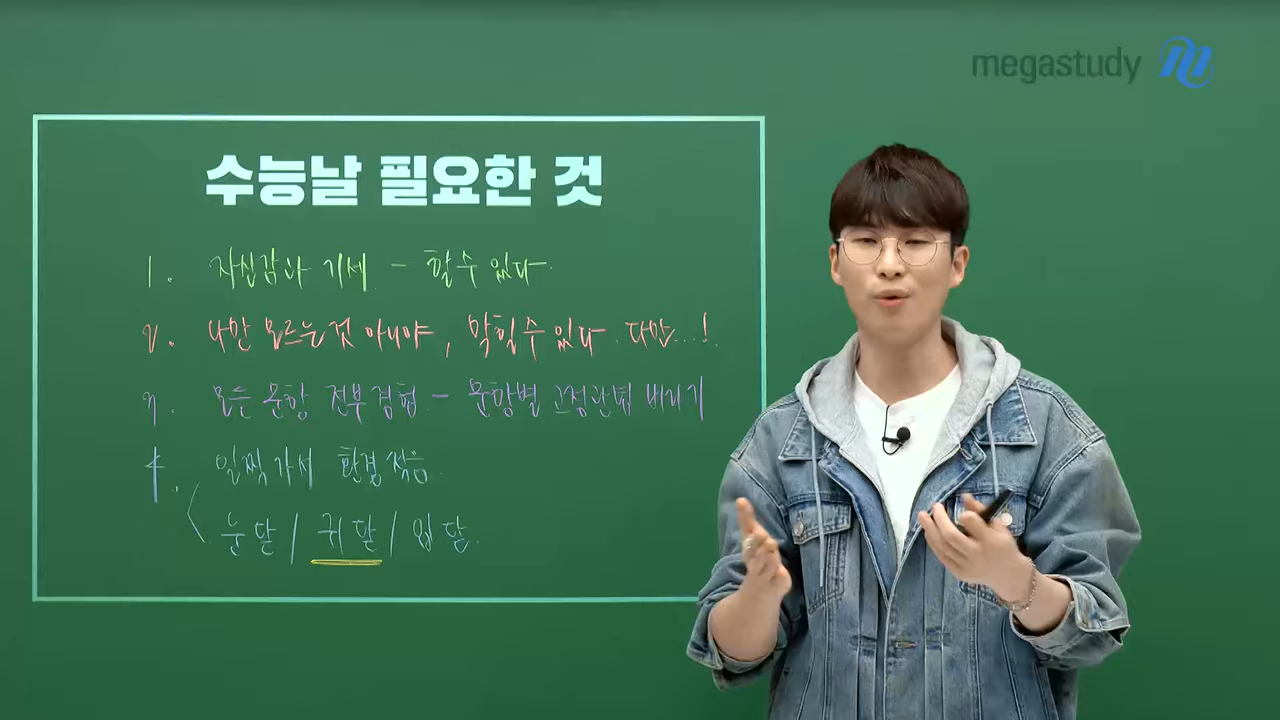 megastudy
수능날 필요한 것
1. 자신감과 기세 - 할 수 있다.
2. 나만 모르는 것 아니야, 막힐 수 있다. 다만...!
3. 모든 문항 전부 경험 - 문항별 고정관념 버리기
4. 일찍 가서 환경 적응.
눈 닫 / 귀 닫 / 입 닫.